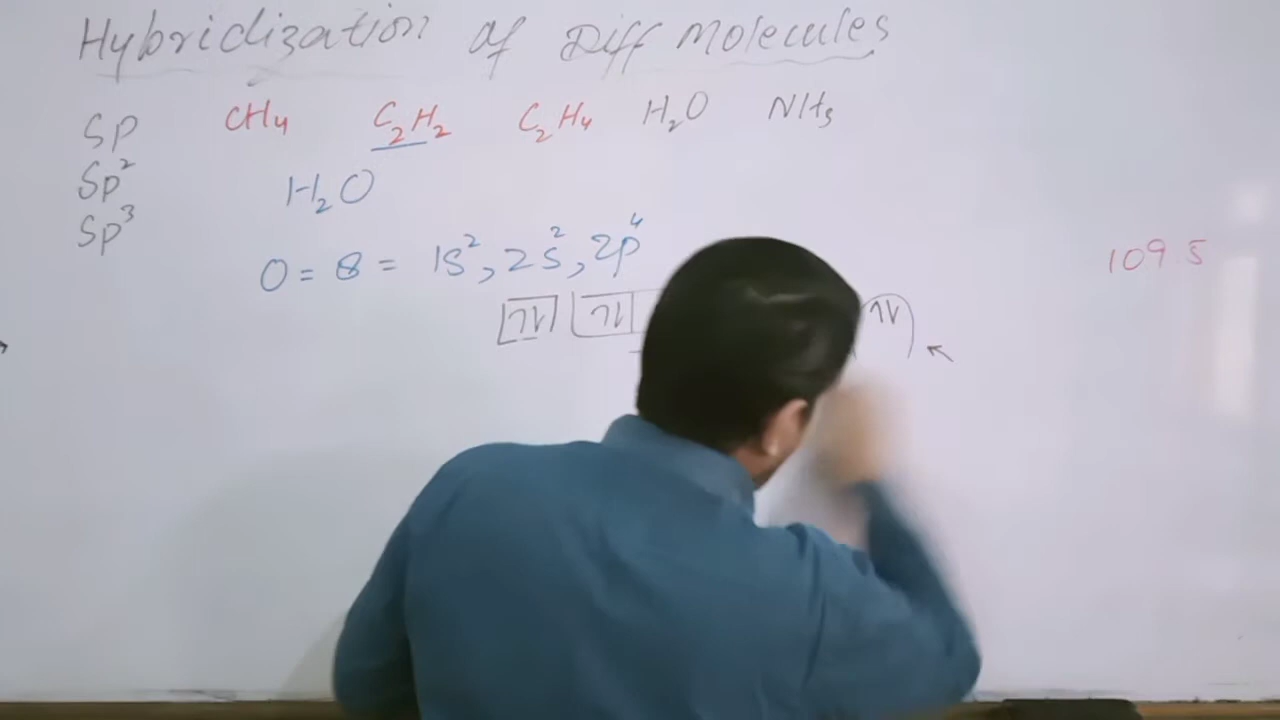 Hybridization of Diff Molecules
SP CH4 C2H2 C2H4 H2O NH3
Sp2 H2O
Sp3
O = 8 = 1S2, 2S2, 2p4
109.5